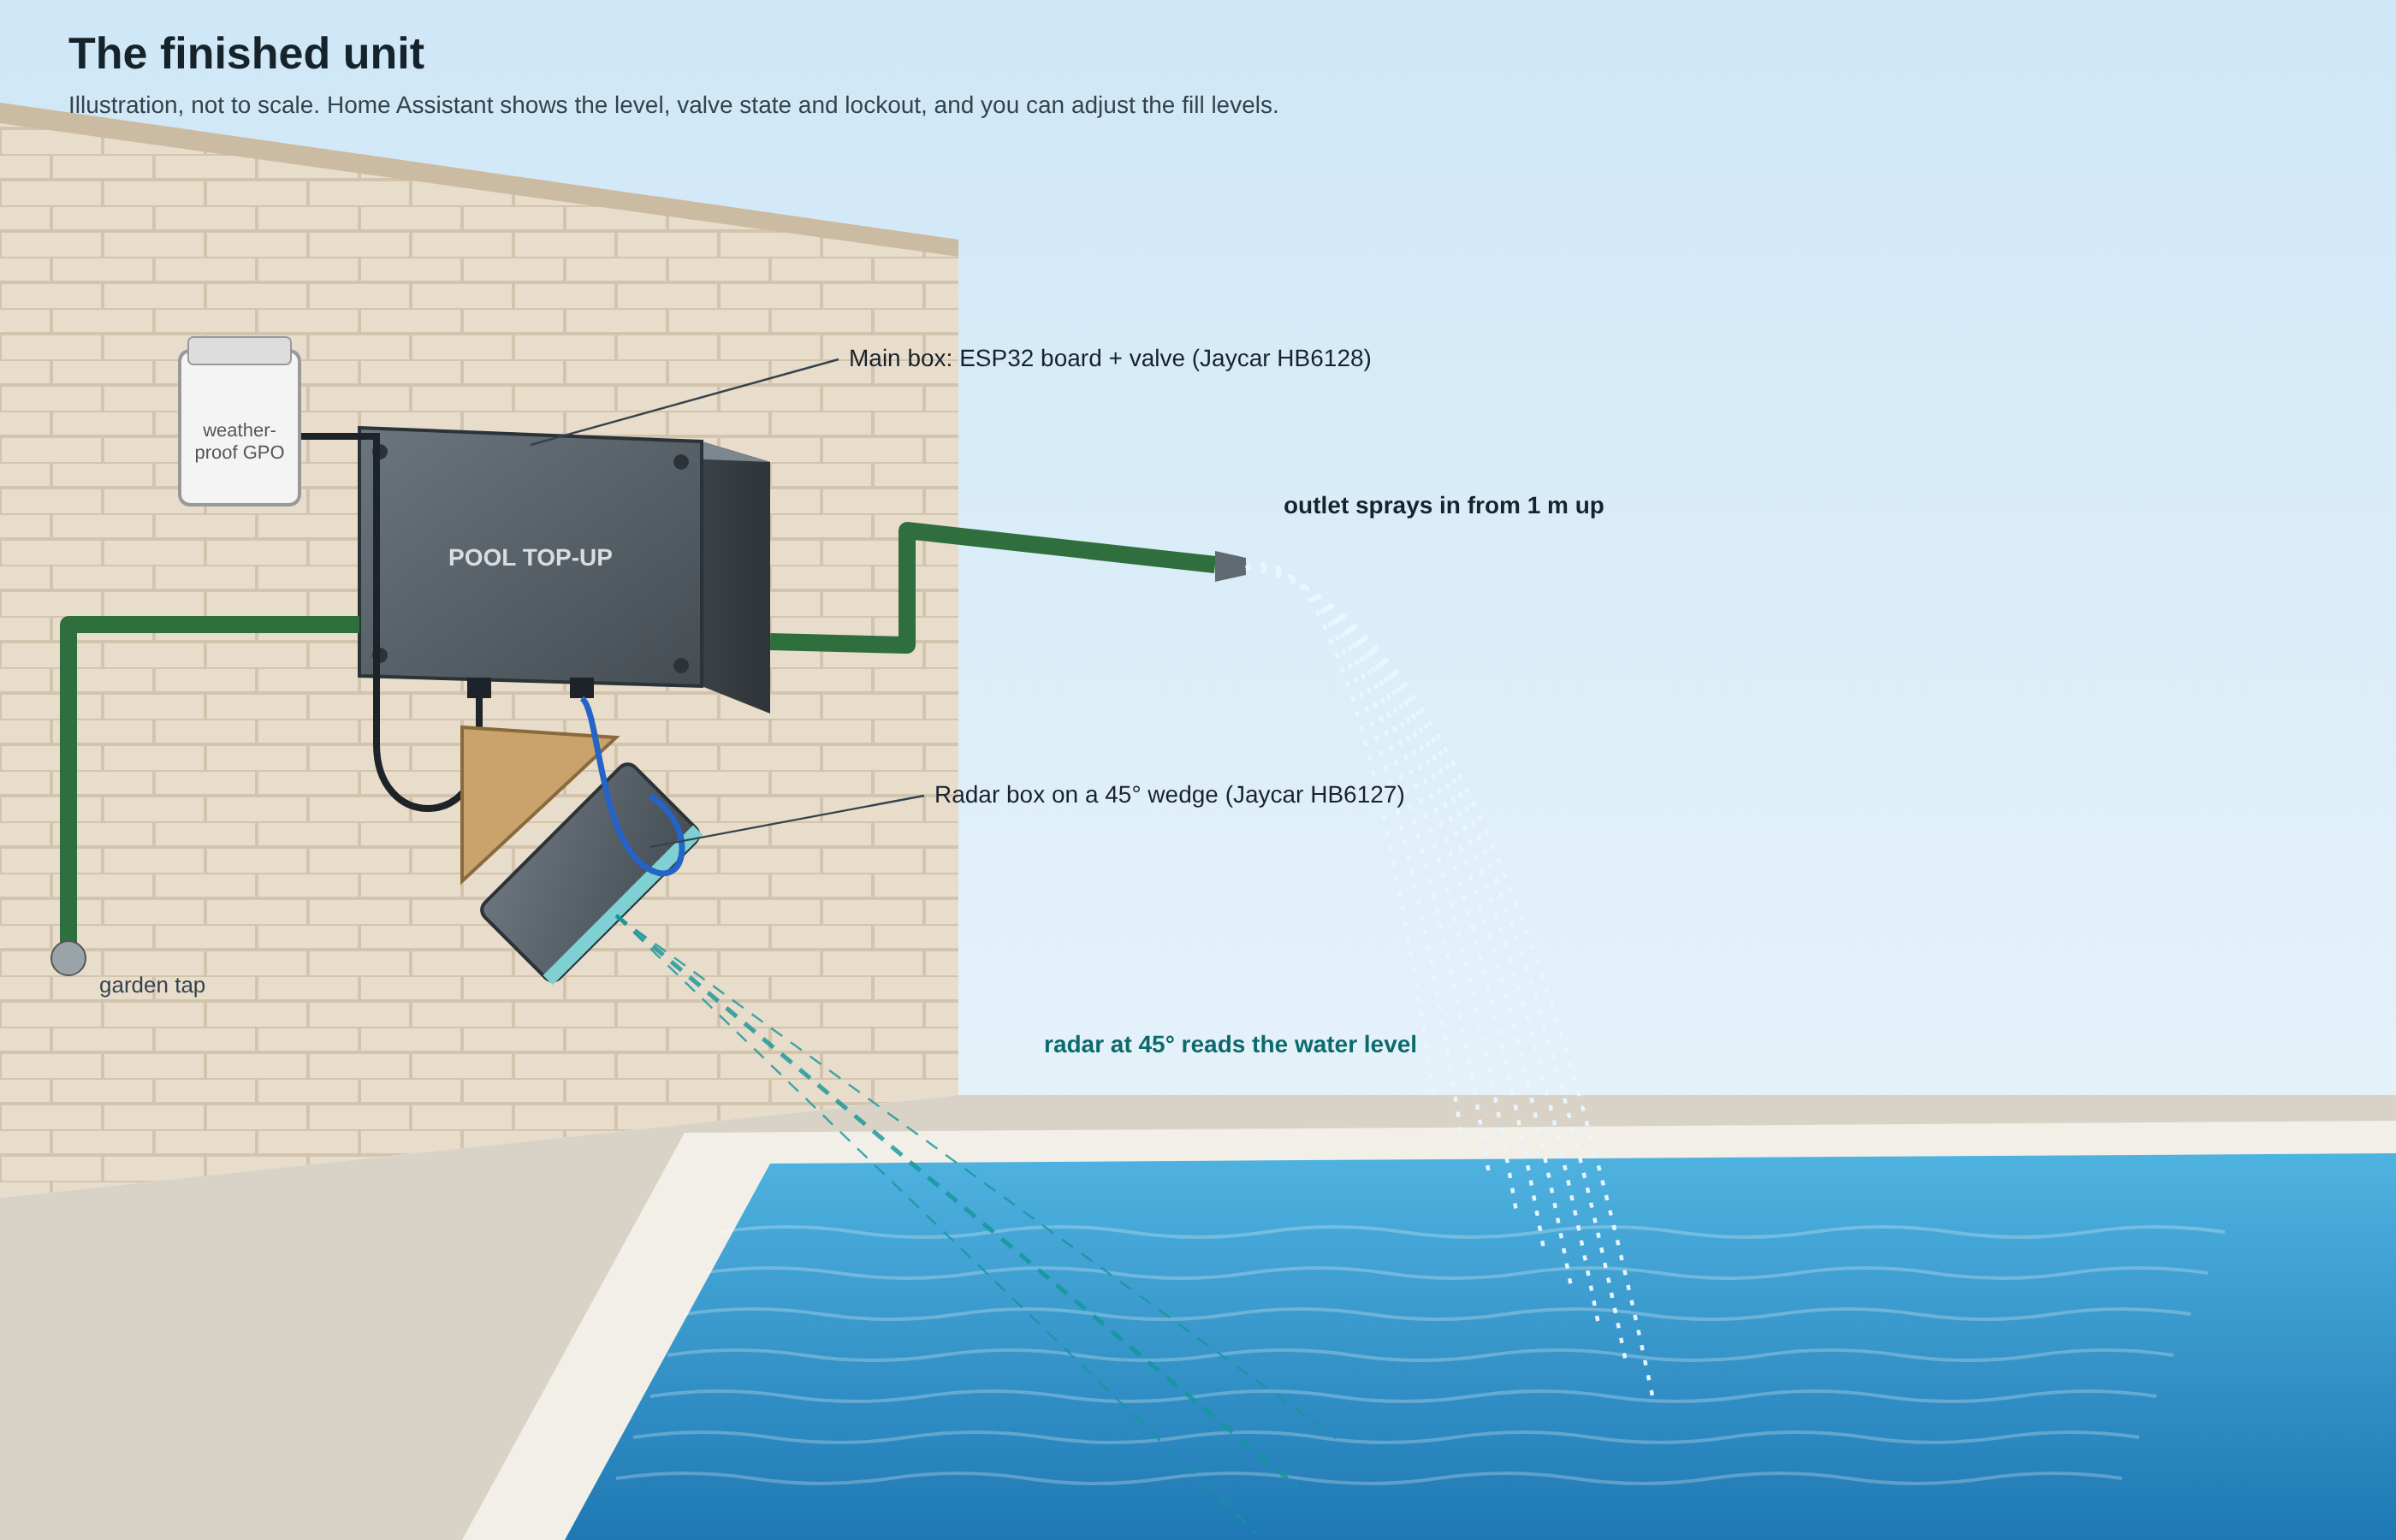 The finished unit
Illustration, not to scale. Home Assistant shows the level, valve state and lockout, and you can adjust the fill levels.
Main box: ESP32 board + valve (Jaycar HB6128)
weather-
proof GPO
outlet sprays in from 1 m up
POOL TOP-UP
Radar box on a 45° wedge (Jaycar HB6127)
garden tap
radar at 45° reads the water level